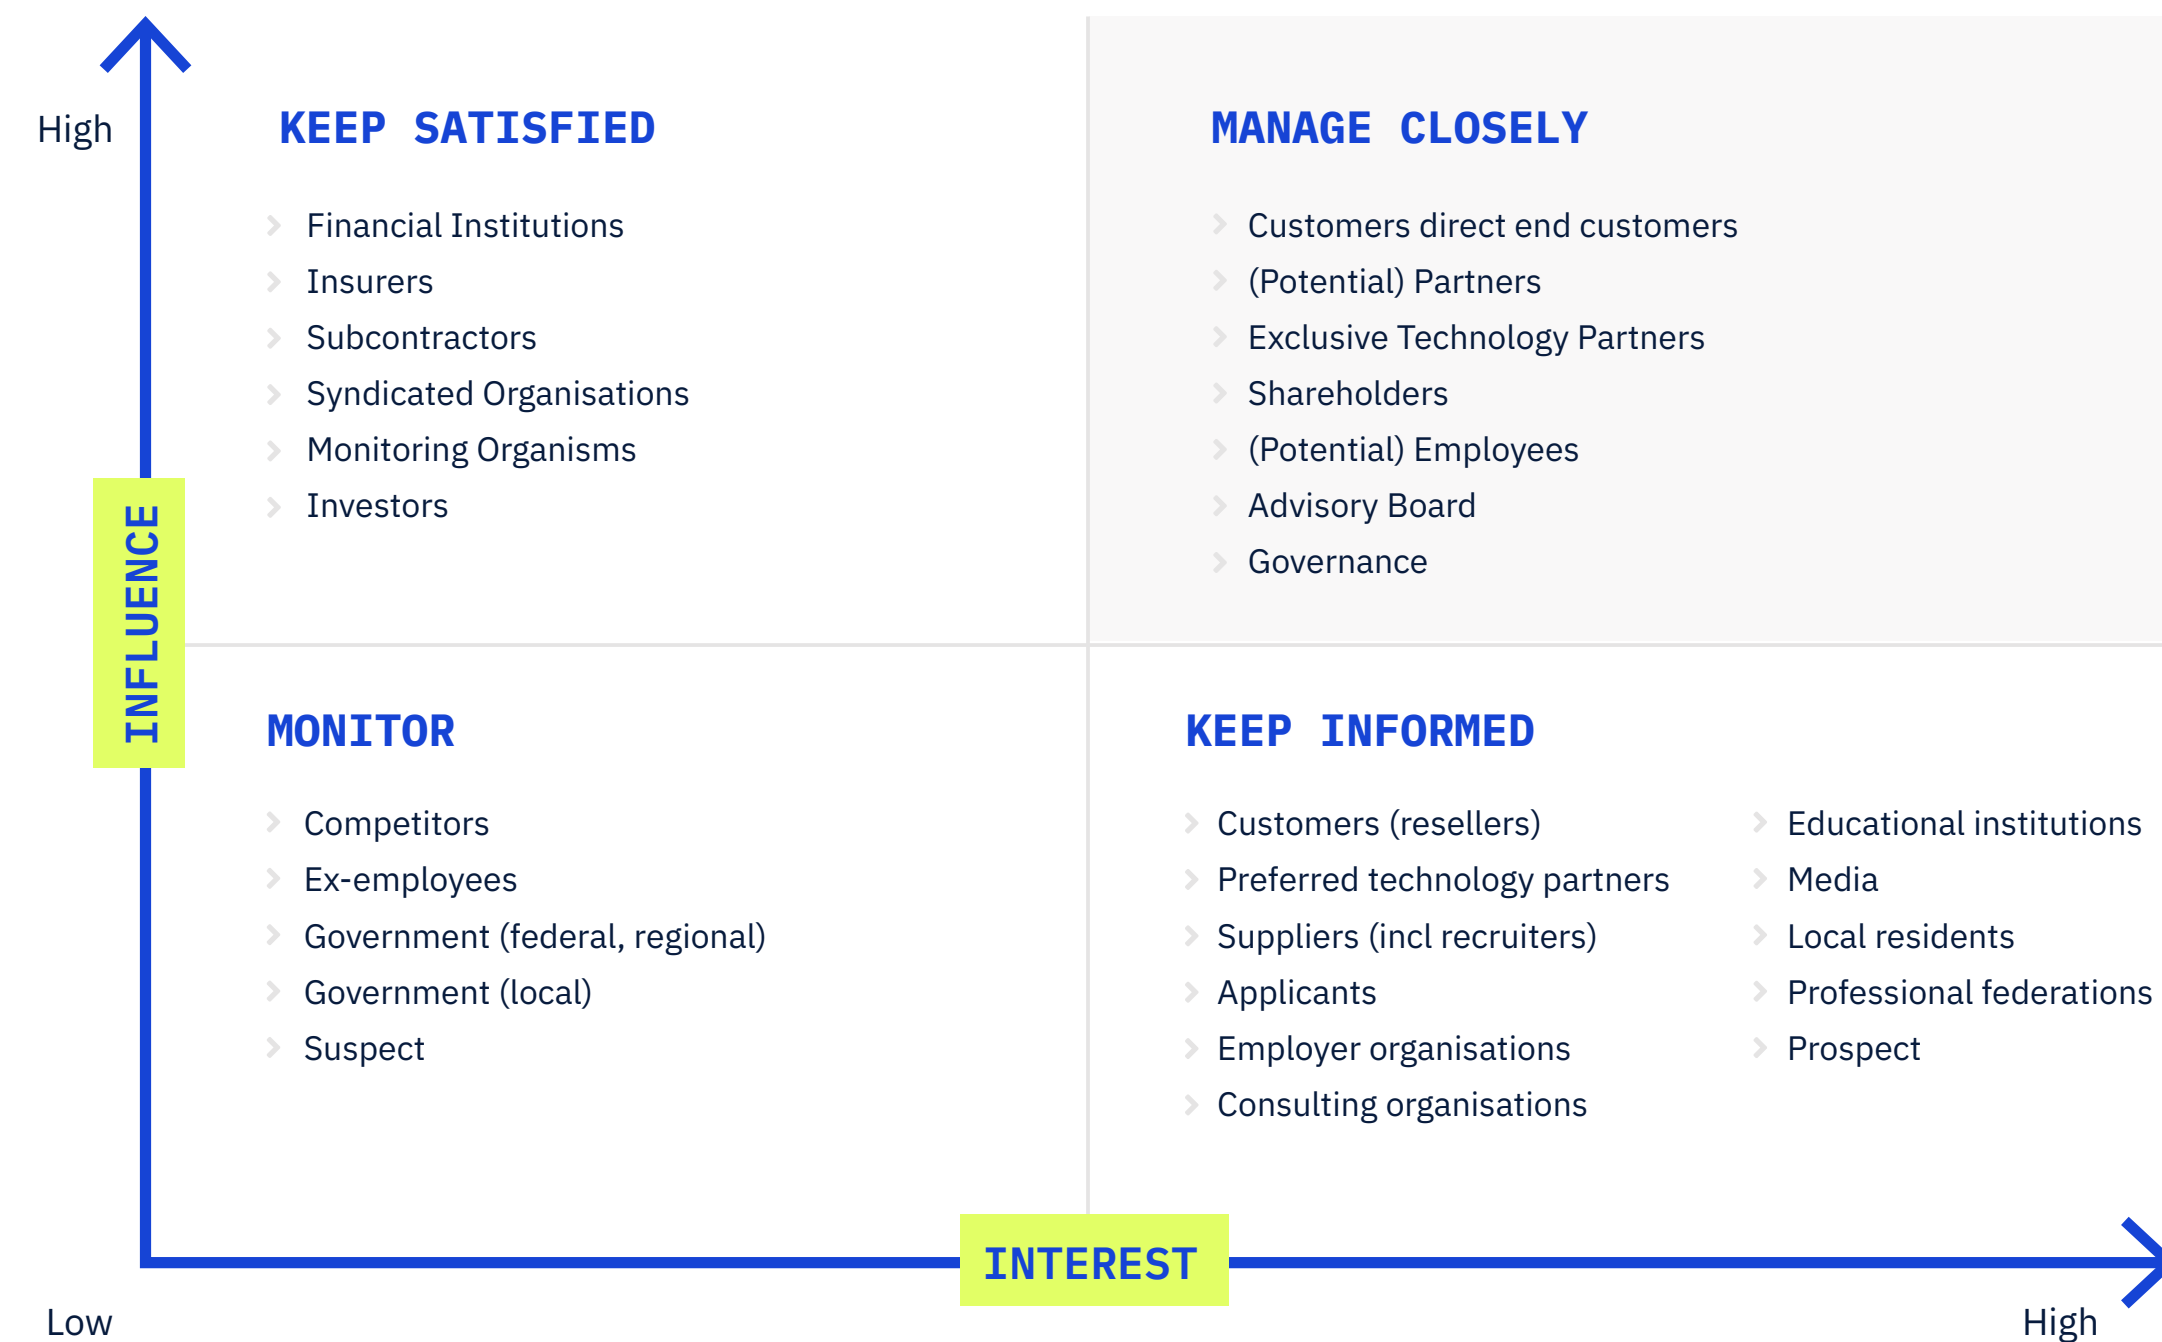 High
KEEP SATISFIED
Financial Institutions
Insurers
Subcontractors
Syndicated Organisations
Monitoring Organisms
Investors
MANAGE CLOSELY
Customers direct end customers
(Potential) Partners
Exclusive Technology Partners
Shareholders
(Potential) Employees
Advisory Board
Governance
INFLUENCE
MONITOR
Competitors
Ex-employees
Government (federal, regional)
Government (local)
Suspect
KEEP INFORMED
Customers (resellers)
Preferred technology partners
Suppliers (incl recruiters)
Applicants
Employer organisations
Consulting organisations
Educational institutions
Media
Local residents
Professional federations
Prospect
INTEREST
Low
High